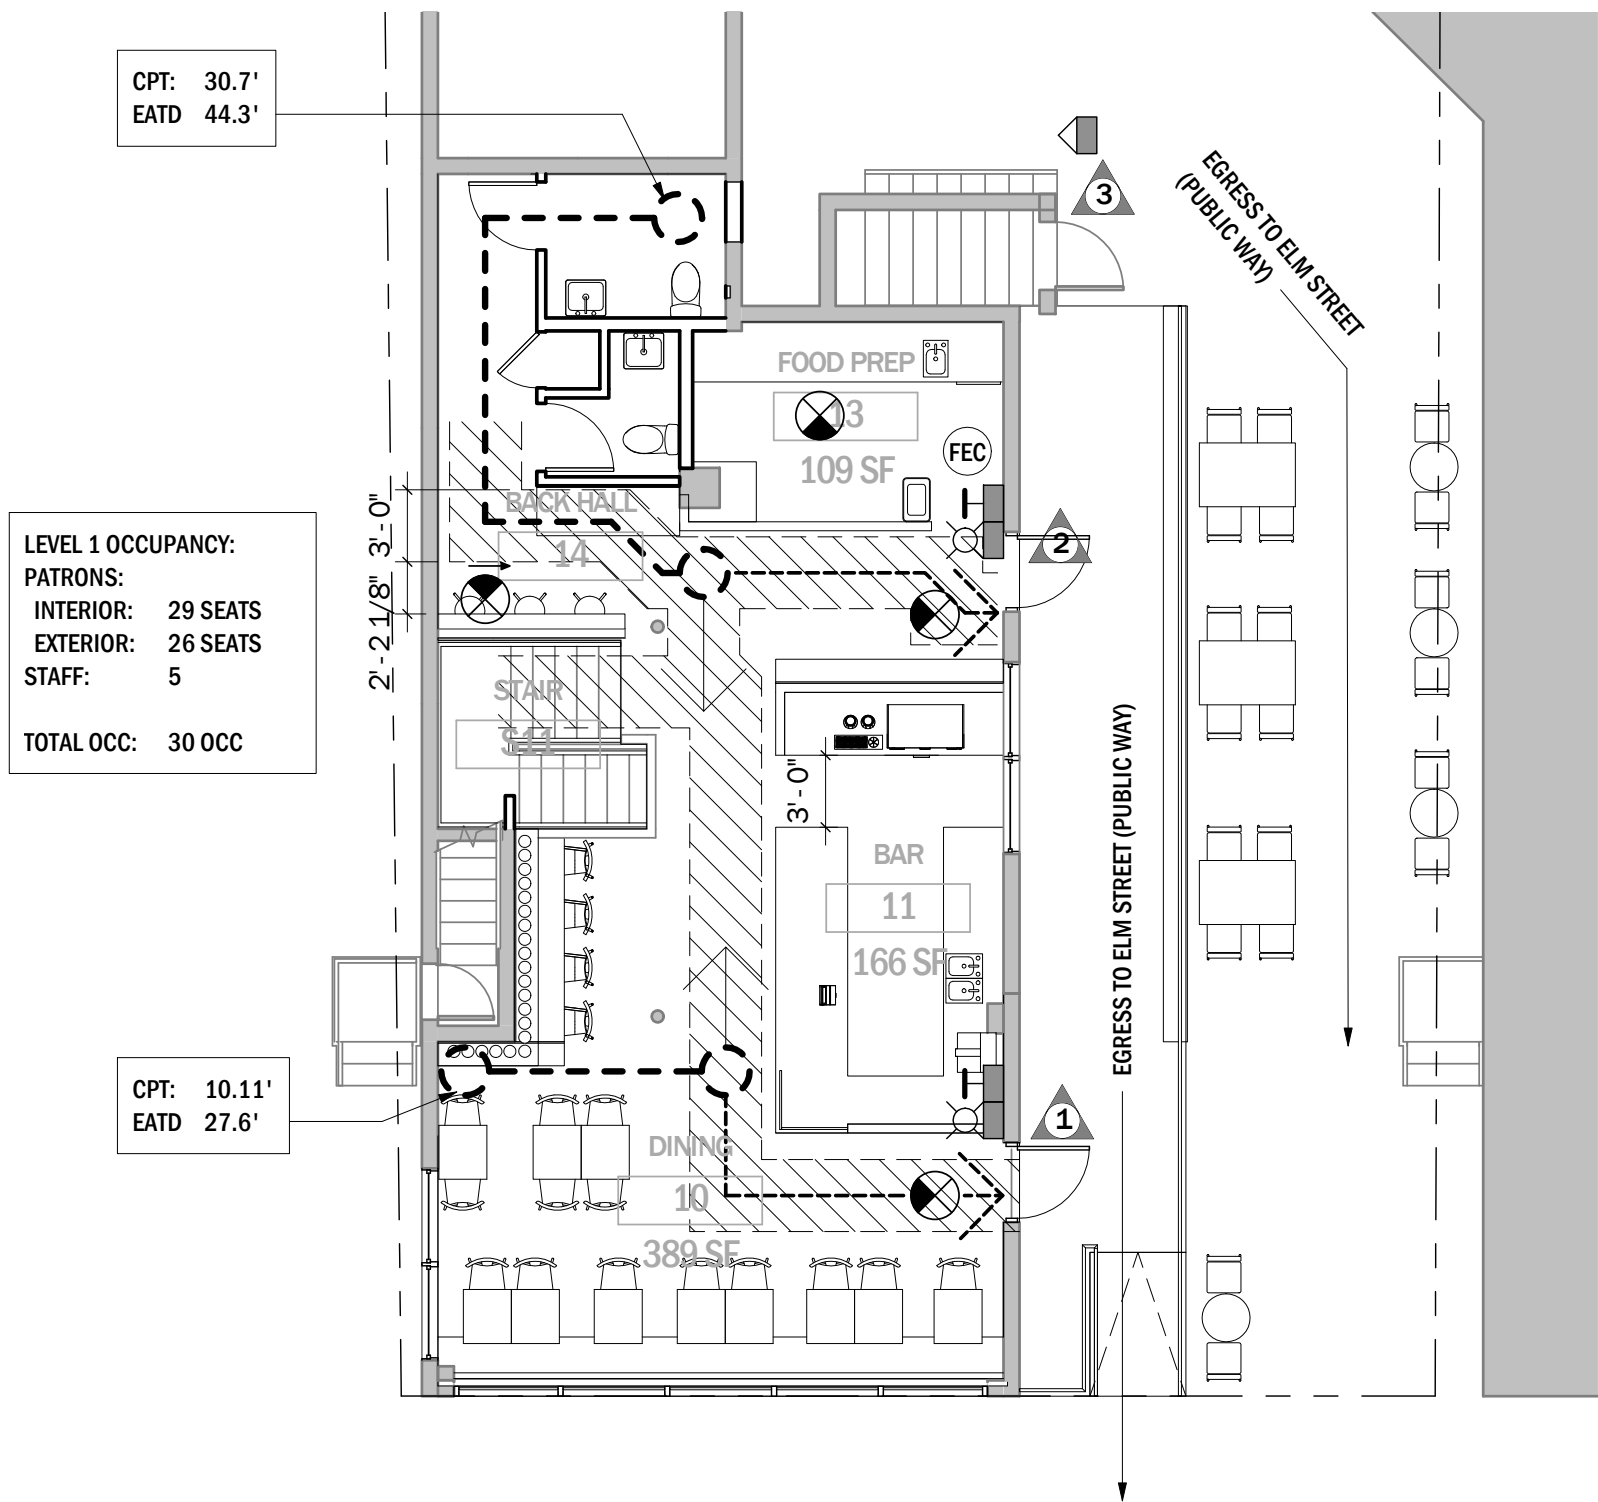 CPT: 30.7'
EATD 44.3'
3
EGRESS TO ELM STREET
(PUBLIC WAY)
FOOD PREP
13
109 SF
FEC
BACK HALL
14
3'-0"
2'-2 1/8"
2
LEVEL 1 OCCUPANCY:
PATRONS:
INTERIOR: 29 SEATS
EXTERIOR: 26 SEATS
STAFF: 5
TOTAL OCC: 30 OCC
STAIR
S11
3'-0"
BAR
11
166 SF
EGRESS TO ELM STREET (PUBLIC WAY)
CPT: 10.11'
EATD 27.6'
1
DINING
10
389 SF